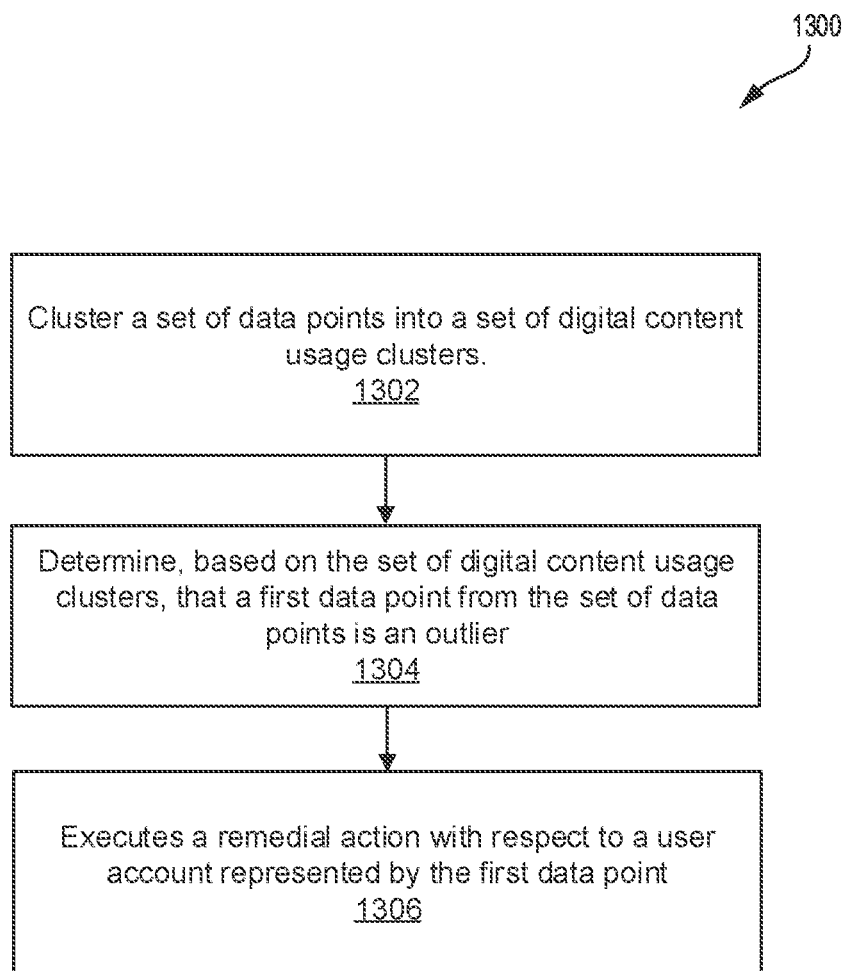 1300
Cluster a set of data points into a set of digital content
usage clusters.
1302
Determine, based on the set of digital content usage
clusters, that a first data point from the set of data
points is an outlier
1304
Executes a remedial action with respect to a user
account represented by the first data point
1306